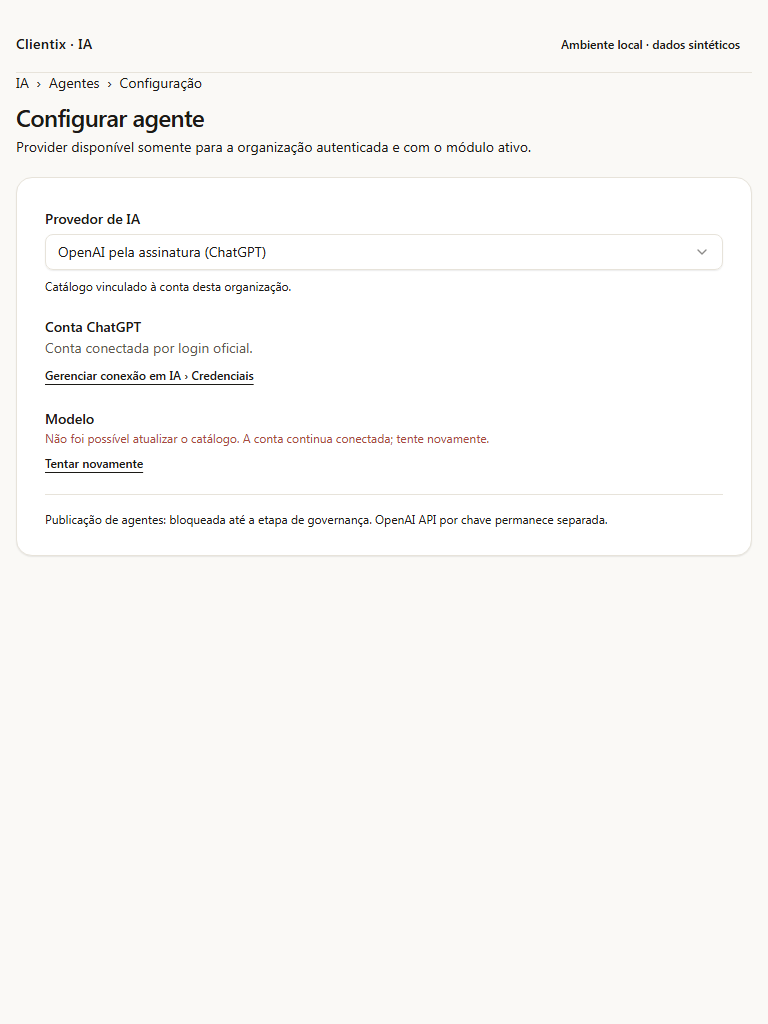 Clientix · IA
Ambiente local · dados sintéticos
IA › Agentes › Configuração
Configurar agente
Provider disponível somente para a organização autenticada e com o módulo ativo.
Provedor de IA
OpenAI pela assinatura (ChatGPT)
Catálogo vinculado à conta desta organização.
Conta ChatGPT
Conta conectada por login oficial.
Gerenciar conexão em IA › Credenciais
Modelo
Não foi possível atualizar o catálogo. A conta continua conectada; tente novamente.
Tentar novamente
Publicação de agentes: bloqueada até a etapa de governança. OpenAI API por chave permanece separada.